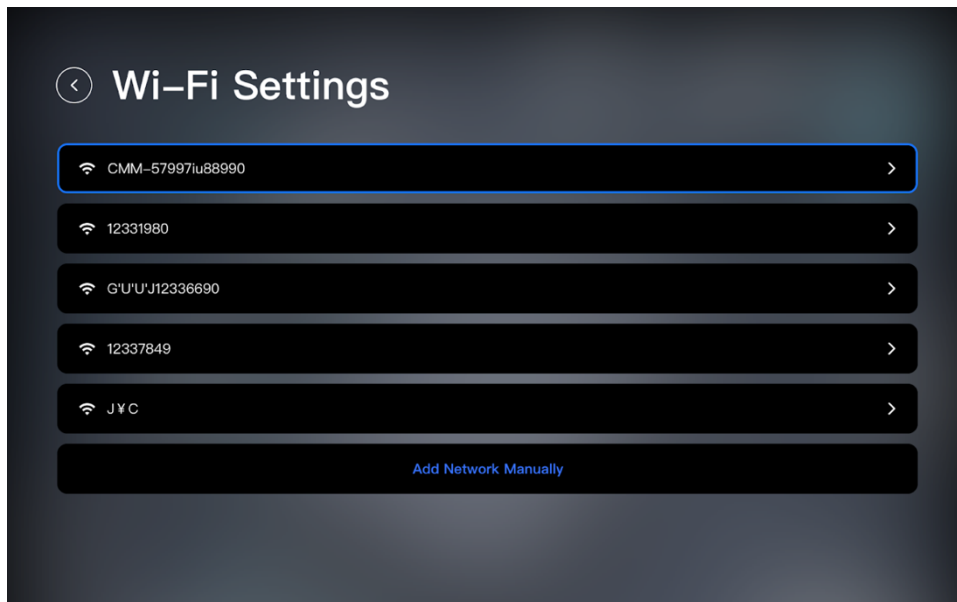 Wi-Fi Settings
CMM-57997iu88990
12331980
G'U'U'J12336690
12337849
J¥C
Add Network Manually